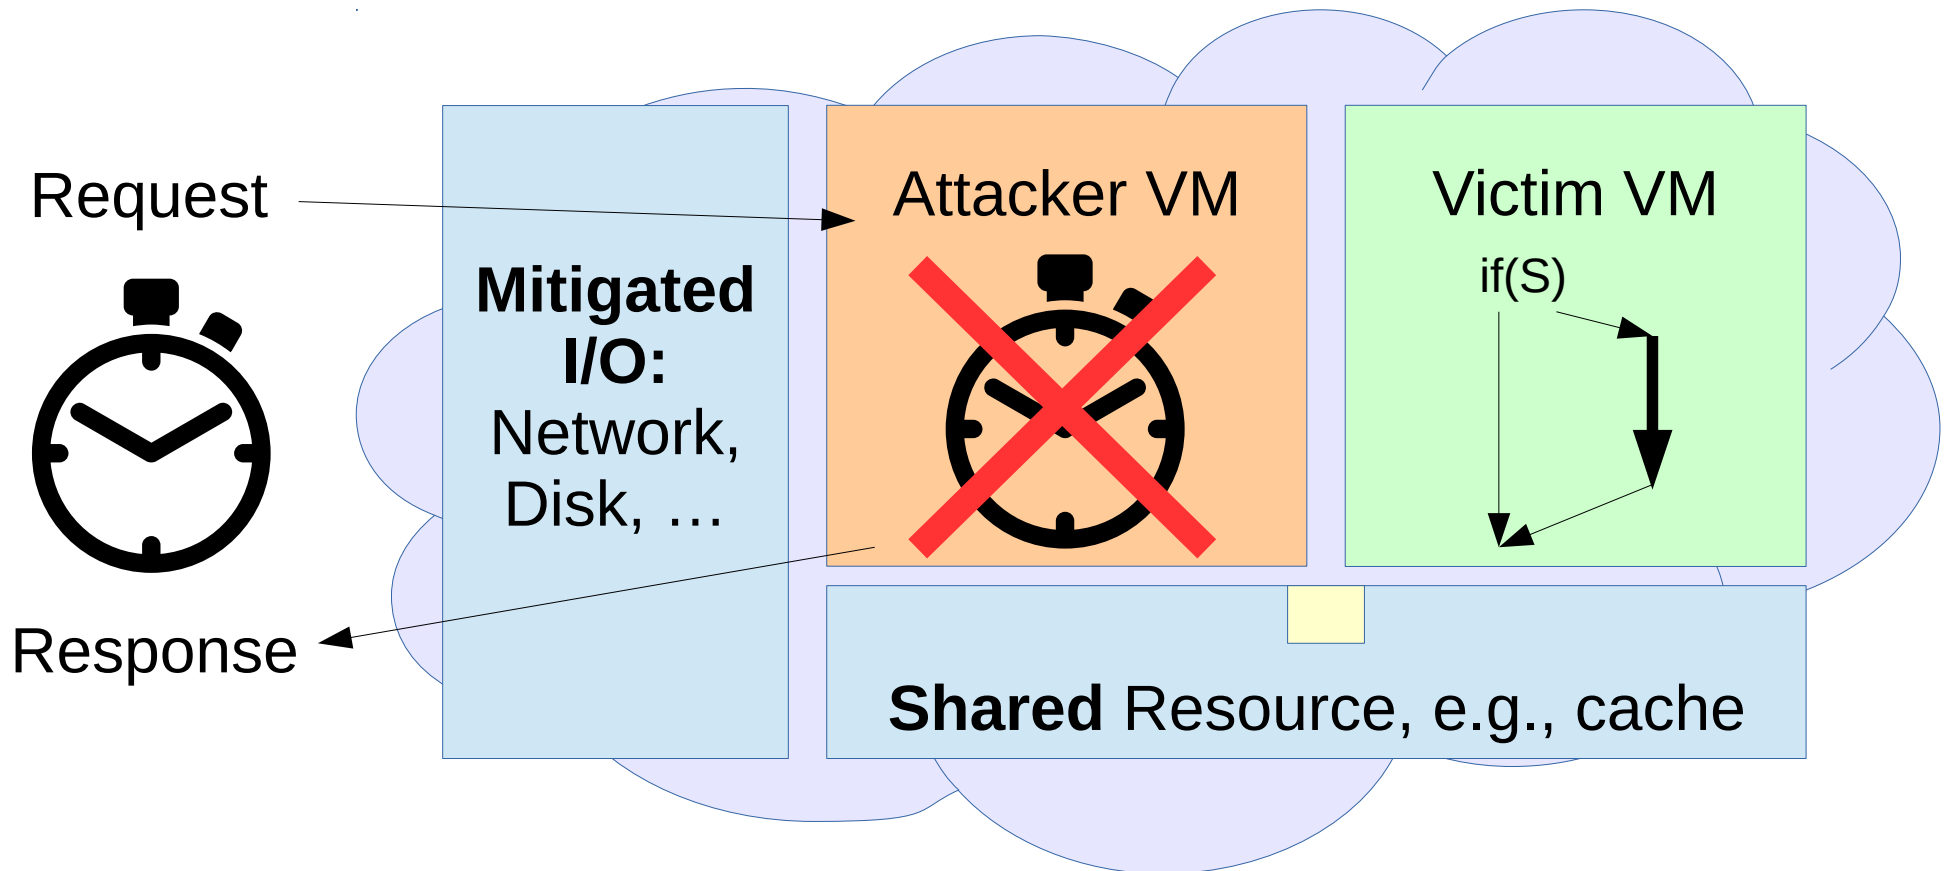 Request
Response
Mitigated
I/O:
Network,
Disk, …
Attacker VM
Victim VM
if(S)
Shared Resource, e.g., cache